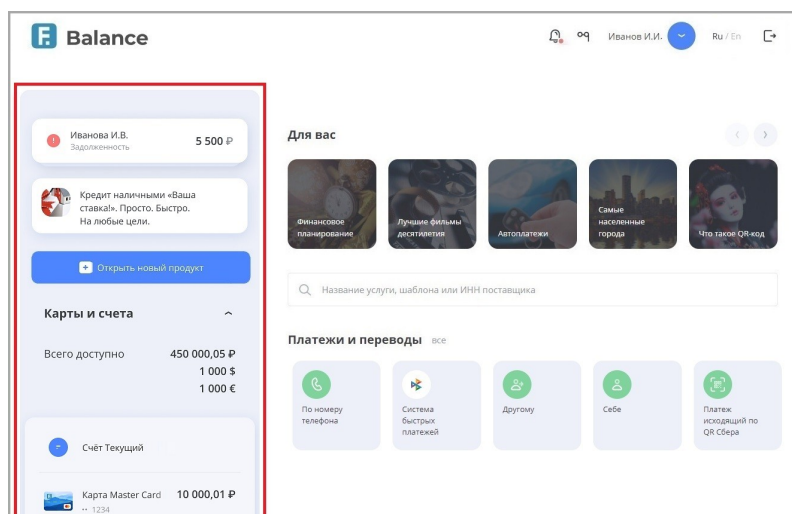 Balance
Иванов И.И.
Ru / En
Иванова И.В.
Задолженность
5 500 ₽
Кредит наличными «Ваша
ставка!». Просто. Быстро.
На любые цели.
Открыть новый продукт
Карты и счета
Всего доступно
450 000,05 ₽
1 000 $
1 000 €
Счёт Текущий
Карта Master Card
10 000,01 ₽
•• 1234
Для вас
Финансовое
планирование
Лучшие фильмы
десятилетия
Автоплатежи
Самые
населенные
города
Что такое QR-код
Название услуги, шаблона или ИНН поставщика
Платежи и переводы
все
По номеру
телефона
Система
быстрых
платежей
Другому
Себе
Платеж
исходящий по
QR Сбера